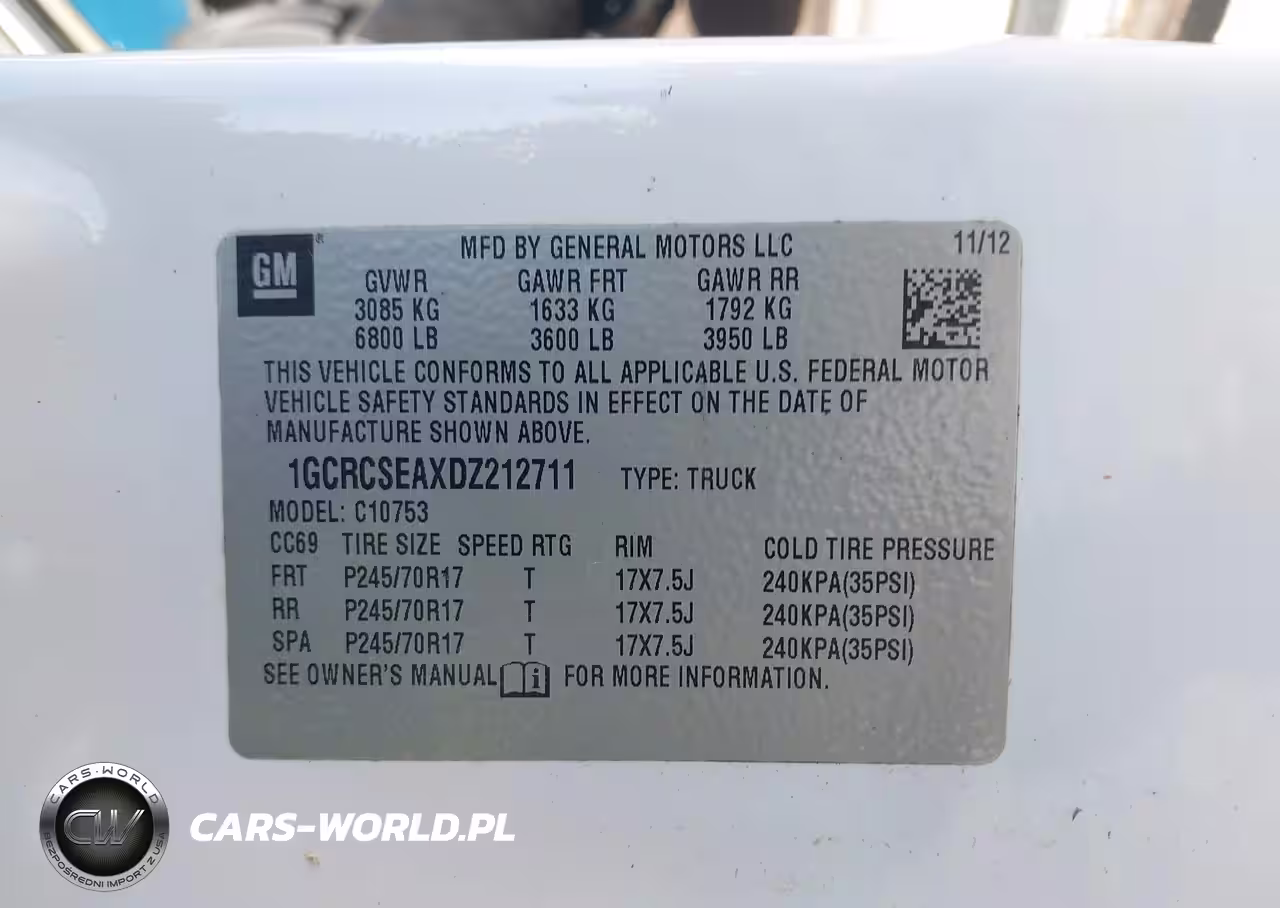 GM
MFD BY GENERAL MOTORS LLC 11/12
GVWR GAWR FRT GAWR RR
3085 KG 1633 KG 1792 KG
6800 LB 3600 LB 3950 LB
THIS VEHICLE CONFORMS TO ALL APPLICABLE U.S. FEDERAL MOTOR
VEHICLE SAFETY STANDARDS IN EFFECT ON THE DATE OF
MANUFACTURE SHOWN ABOVE.
1GCRCSEAXDZ212711 TYPE: TRUCK
MODEL: C10753
CC69 TIRE SIZE SPEED RTG RIM COLD TIRE PRESSURE
FRT P245/70R17 T 17X7.5J 240KPA(35PSI)
RR P245/70R17 T 17X7.5J 240KPA(35PSI)
SPA P245/70R17 T 17X7.5J 240KPA(35PSI)
SEE OWNER'S MANUAL i FOR MORE INFORMATION.
CARS-WORLD
CW
BEZPOŚREDNI IMPORT Z USA
CARS-WORLD.PL